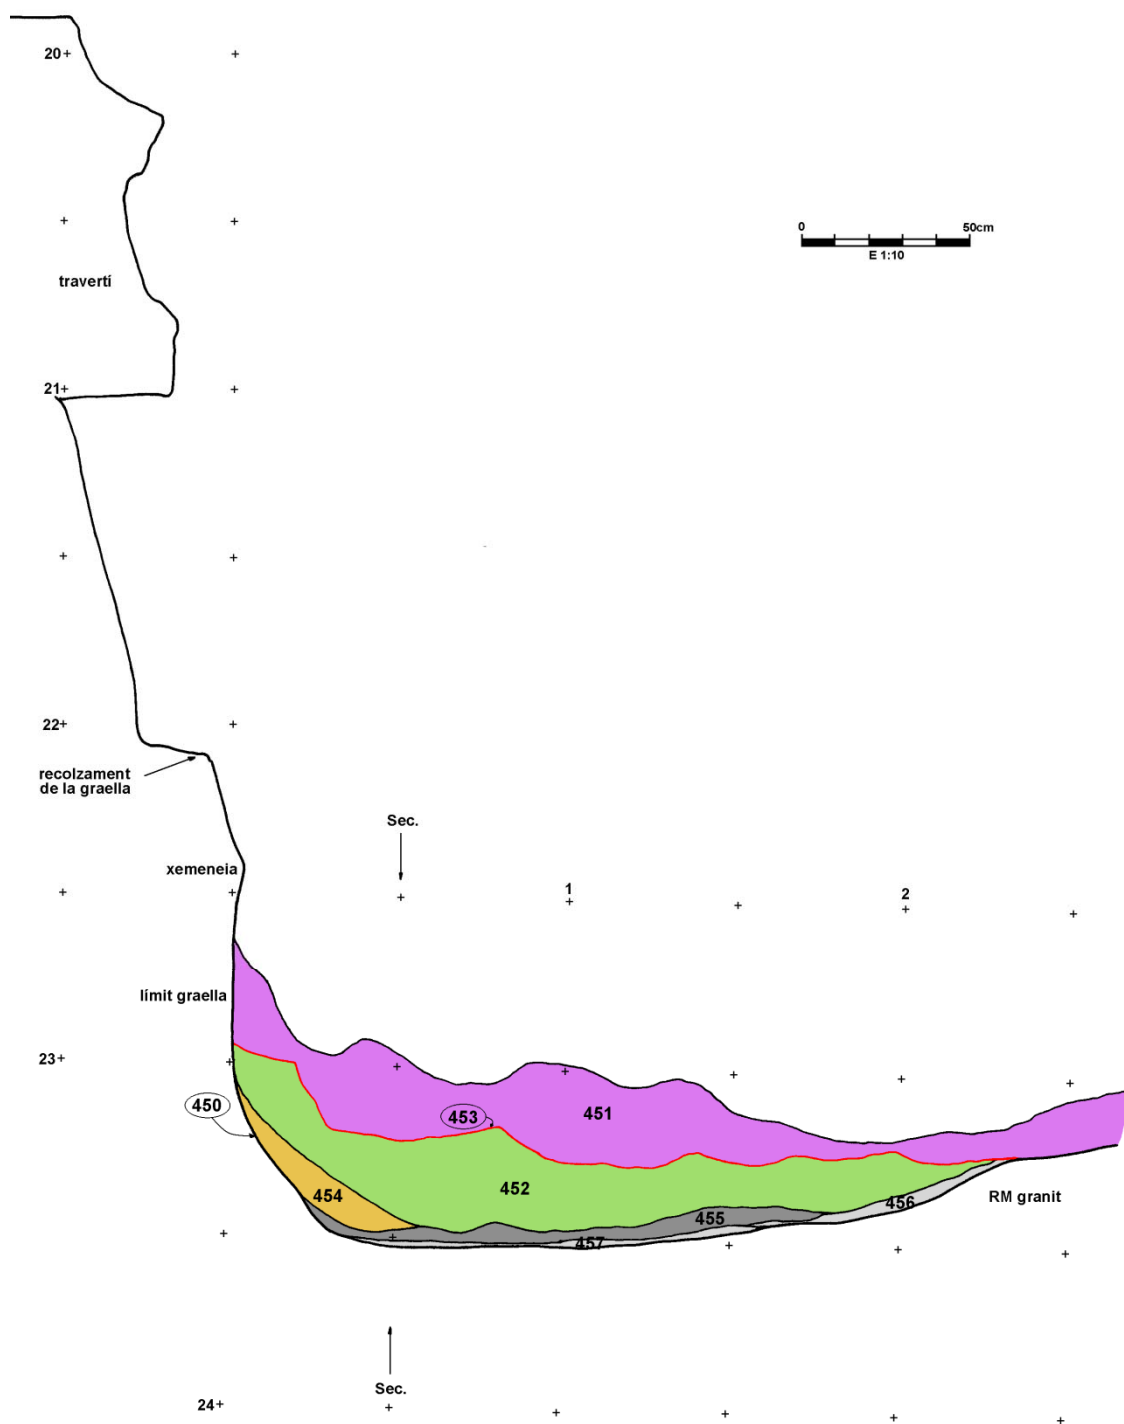 20
0 50cm
E 1:10
travertí
21
22
recolzament
de la graella
Sec.
xemeneia
1
2
límit graella
23
450
453
451
454
452
455
456
RM granit
457
Sec.
24